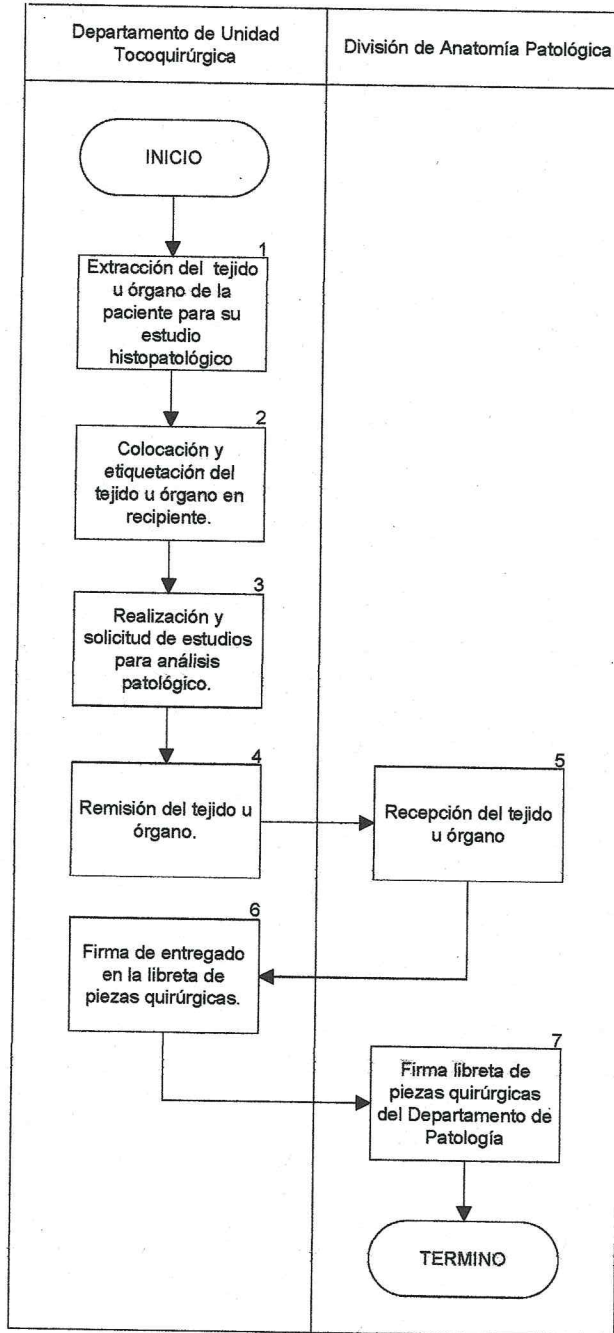 Departamento de Unidad
Tocoquirúrgica
División de Anatomía Patológica
INICIO
1
Extracción del tejido
u órgano de la
paciente para su
estudio
histopatológico
2
Colocación y
etiquetación del
tejido u órgano en
recipiente.
3
Realización y
solicitud de estudios
para análisis
patológico.
4
Remisión del tejido u
órgano.
5
Recepción del tejido
u órgano
6
Firma de entregado
en la libreta de
piezas quirúrgicas.
7
Firma libreta de
piezas quirúrgicas
del Departamento de
Patología
TERMINO